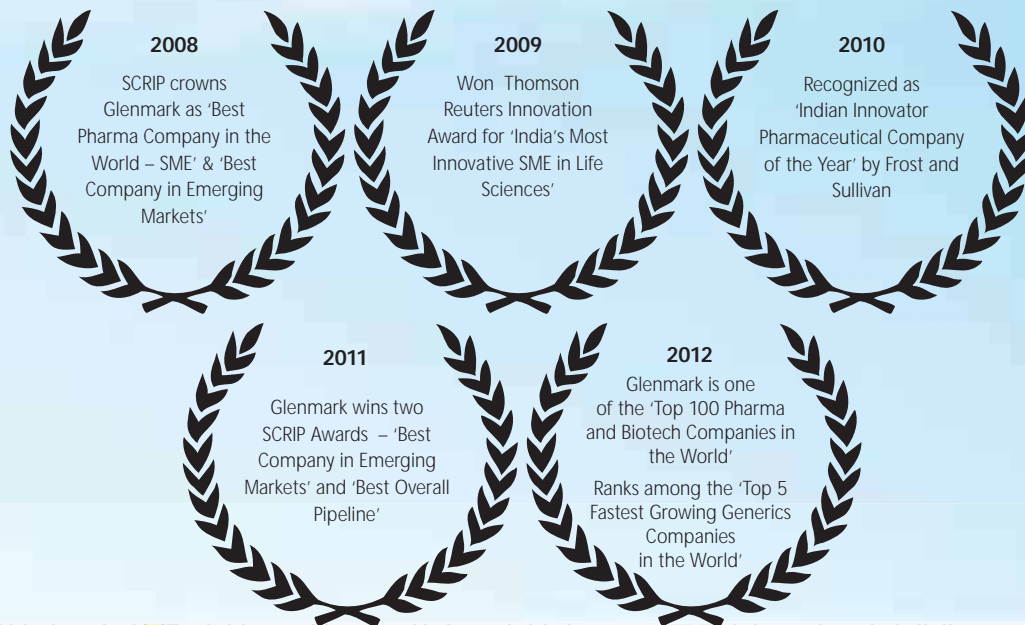 2008
SCRIP crowns
Glenmark as ‘Best
Pharma Company in the
World – SME’ & ‘Best
Company in Emerging
Markets’
2009
Won Thomson
Reuters Innovation
Award for ‘India’s Most
Innovative SME in Life
Sciences’
2010
Recognized as
‘Indian Innovator
Pharmaceutical Company
of the Year’ by Frost and
Sullivan
2011
Glenmark wins two
SCRIP Awards – ‘Best
Company in Emerging
Markets’ and ‘Best Overall
Pipeline’
2012
Glenmark is one
of the ‘Top 100 Pharma
and Biotech Companies in
the World’
Ranks among the ‘Top 5
Fastest Growing Generics
Companies
in the World’